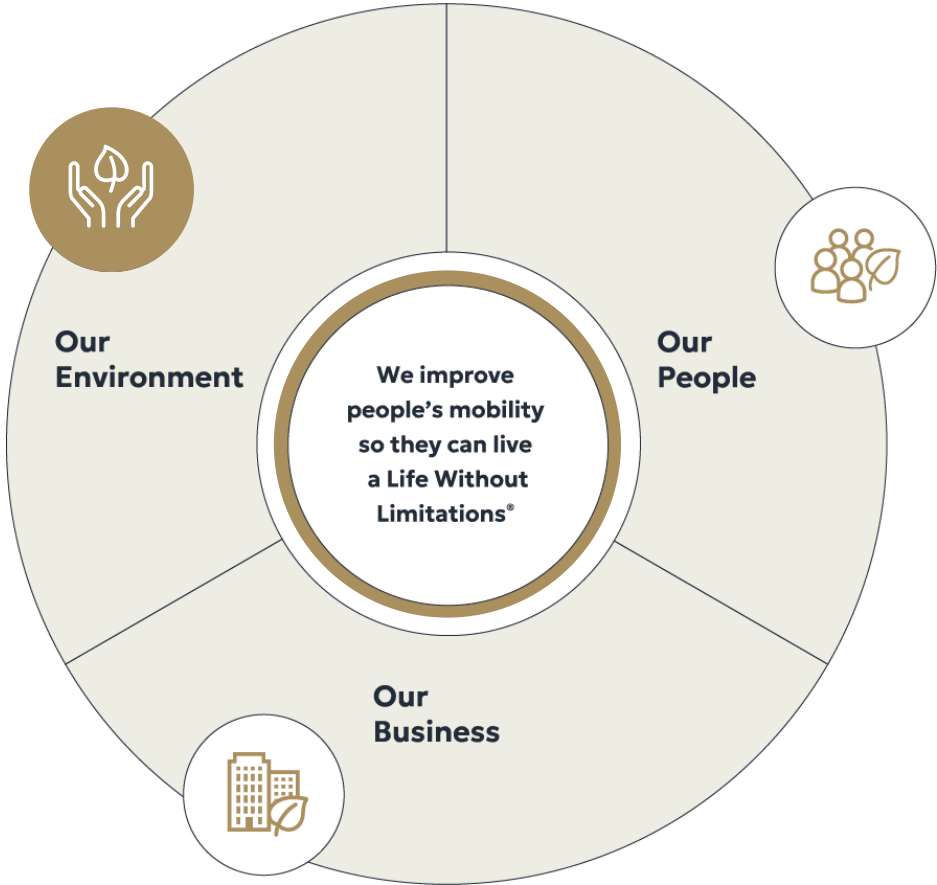 Our
Environment
We improve
people’s mobility
so they can live
a Life Without
Limitations®
Our
People
Our
Business